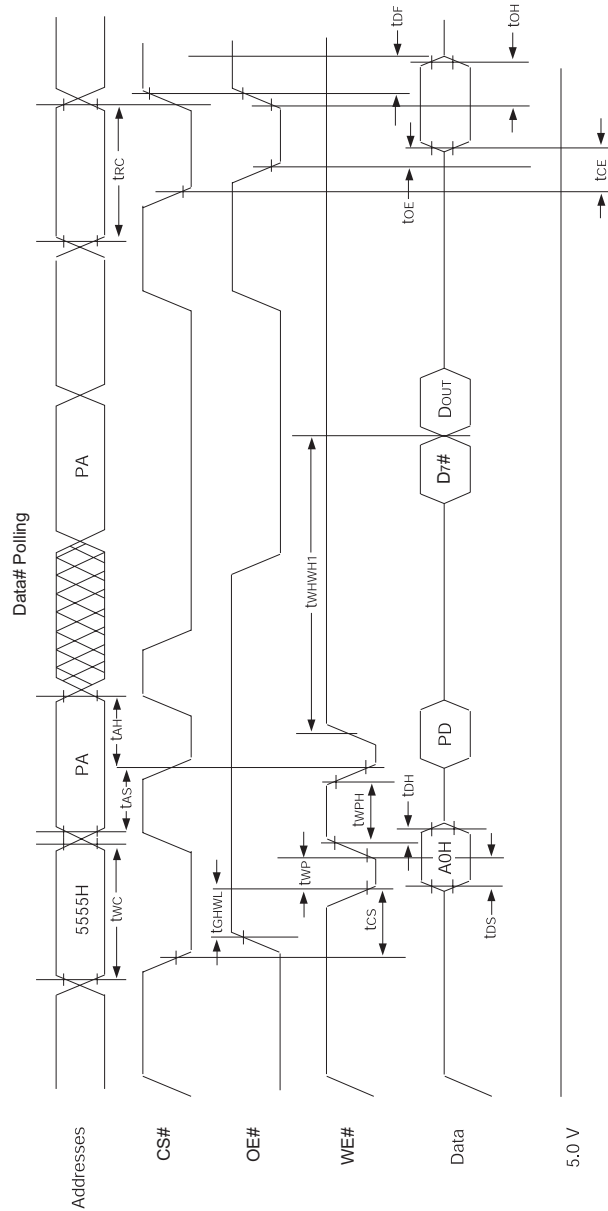 Data# Polling
Addresses
5555H
PA
PA
tWC
tAS
tAH
tRC
CS#
OE#
tGHWL
tWP
WE#
tCS
tWPH
tDH
tWHWH1
tOE
tDF
Data
A0H
PD
D7#
DOUT
tDS
tOH
tCE
5.0 V